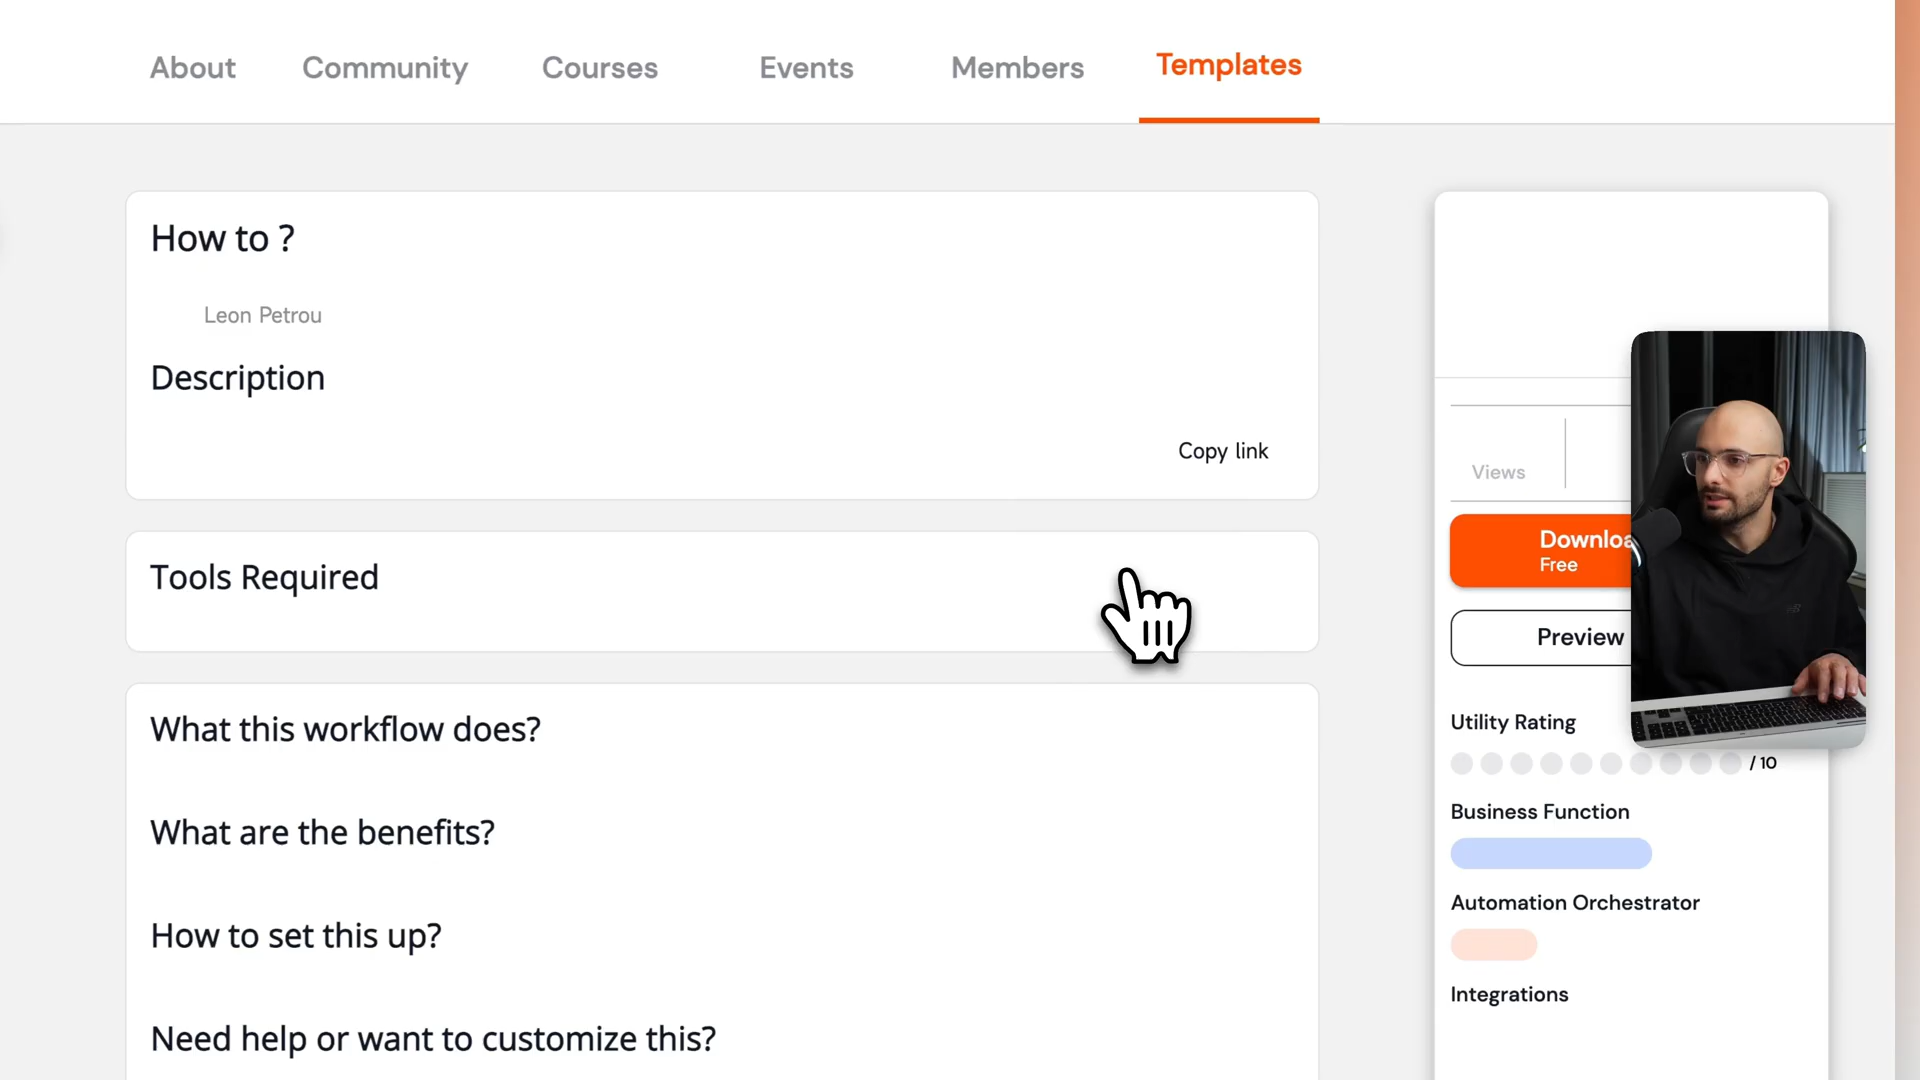 About Community Courses Events Members Templates
How to ?
Leon Petrou
Description
Copy link
Tools Required
What this workflow does?
What are the benefits?
How to set this up?
Need help or want to customize this?
Views
Free
Preview
Utility Rating
/ 10
Business Function
Automation Orchestrator
Integrations